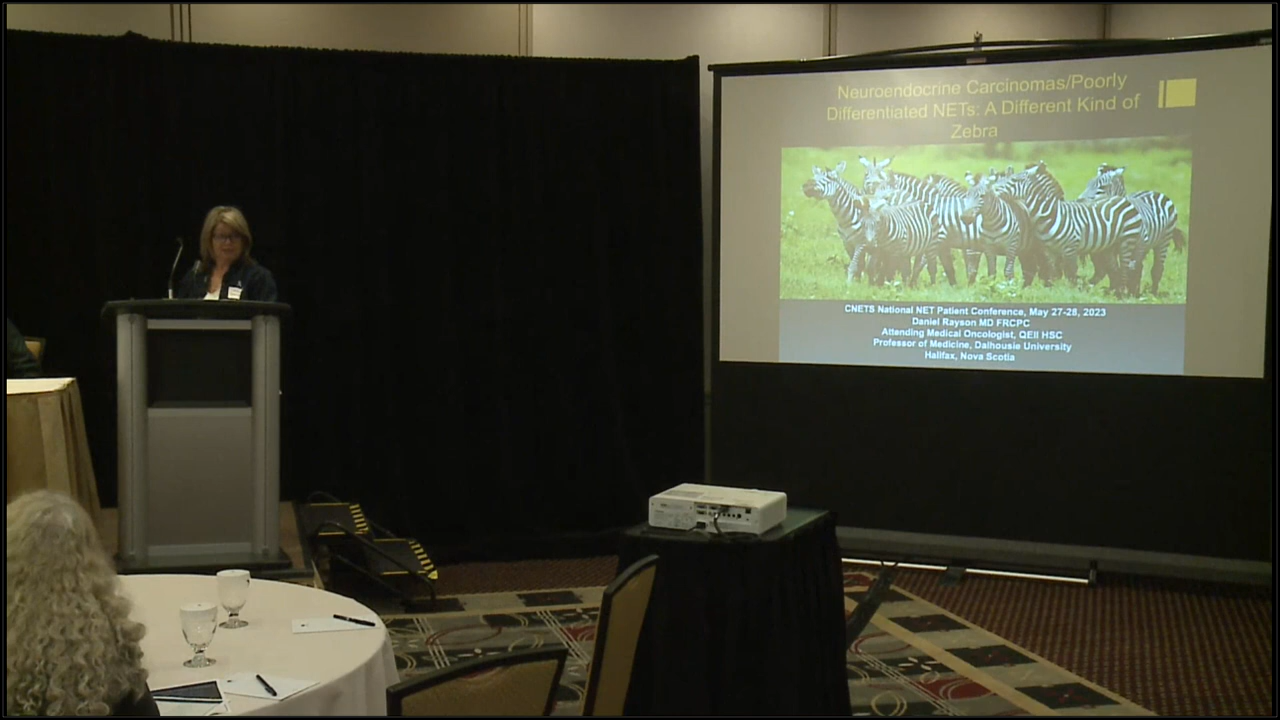 Neuroendocrine Carcinomas/Poorly
Differentiated NETs: A Different Kind of
Zebra
CNETS National NET Patient Conference, May 27-28, 2023
Daniel Rayson MD FRCPC
Attending Medical Oncologist, QEII HSC
Professor of Medicine, Dalhousie University
Halifax, Nova Scotia